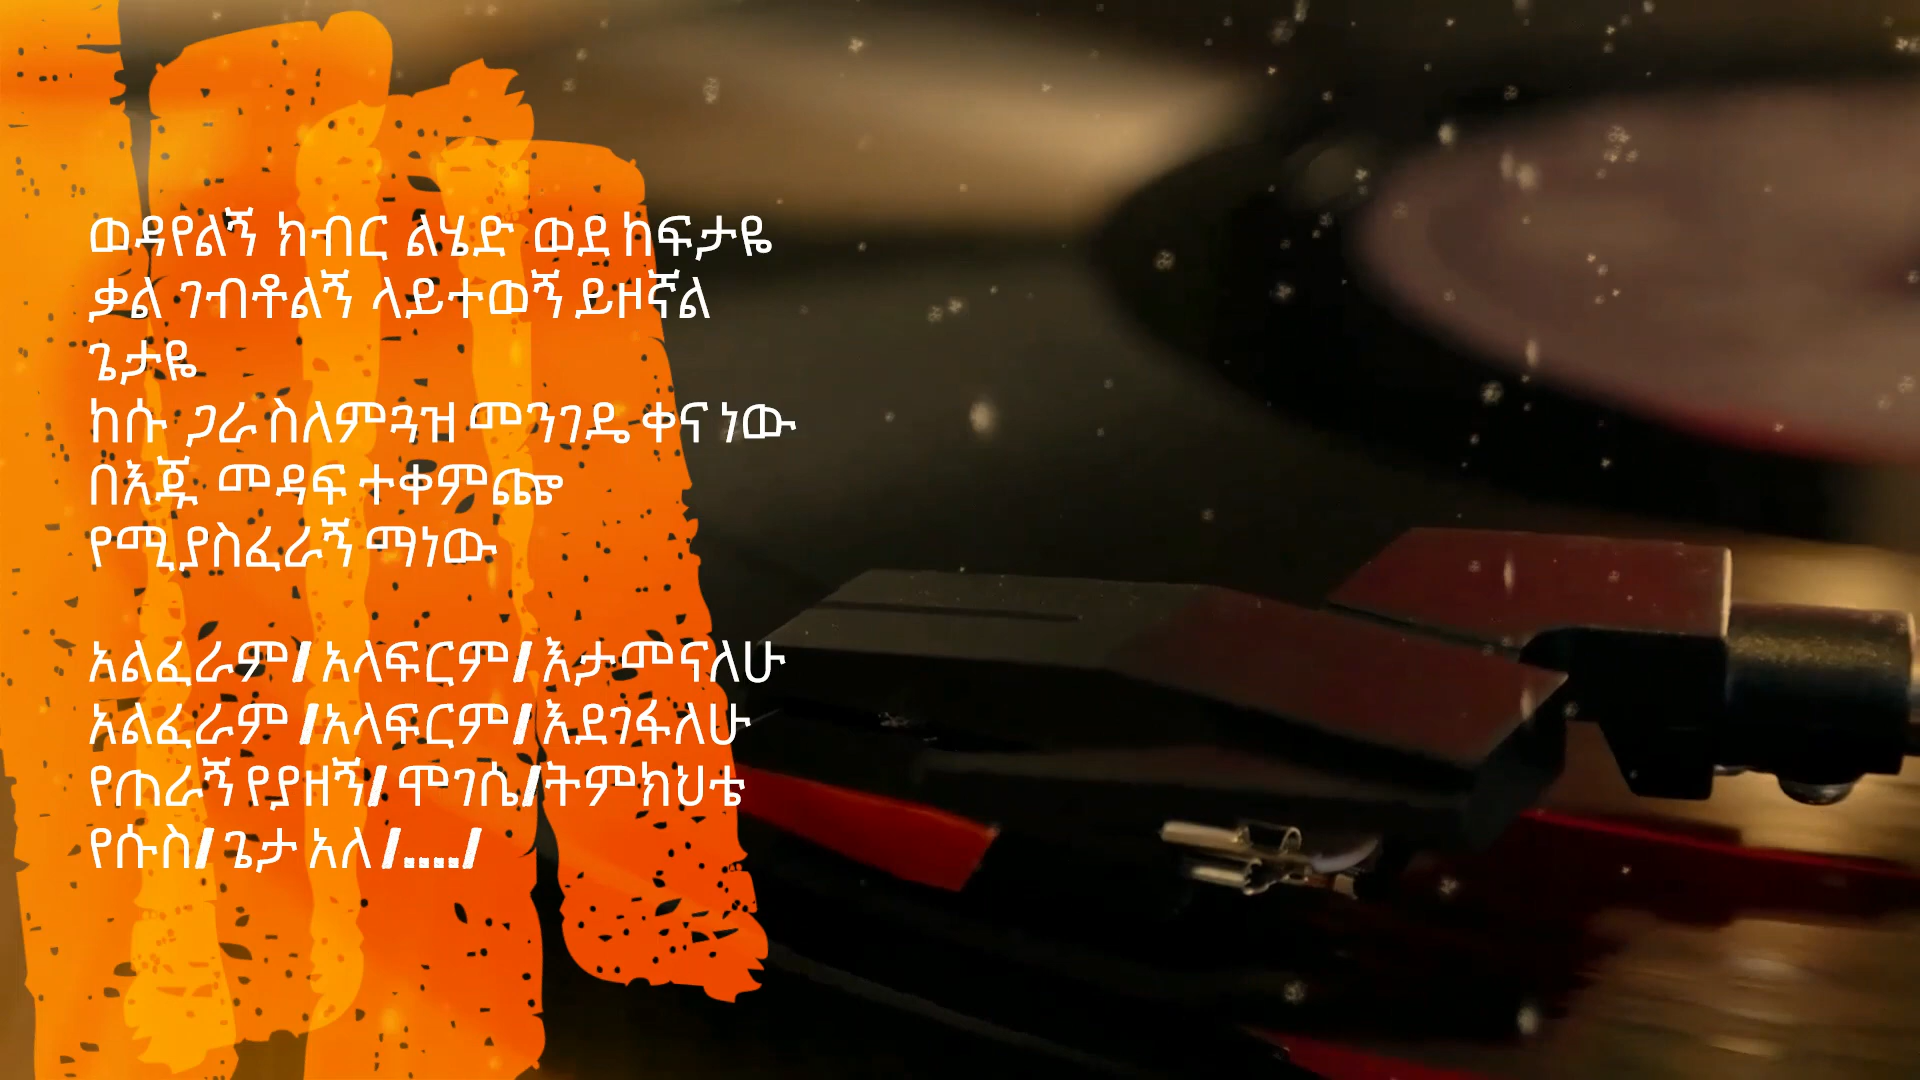 ወዳየልኝ ክብር ልሄድ ወደ ከፍታዬ
ቃል ገብቶልኝ ላይተወኝ ይዞኛል
ጌታዬ
ከሱ ጋራ ስለምጓዝ መንገዴ ቀና ነው
በእጁ መዳፍ ተቀምጬ
የሚያስፈራኝ ማነው
አልፈራም/ አላፍርም/ እታመናለሁ
አልፈራም /አላፍርም/ እደገፋለሁ
የጠራኝ የያዘኝ/ ሞገሴ/ትምክህቴ
የሱስ/ ጌታ አለ /..../